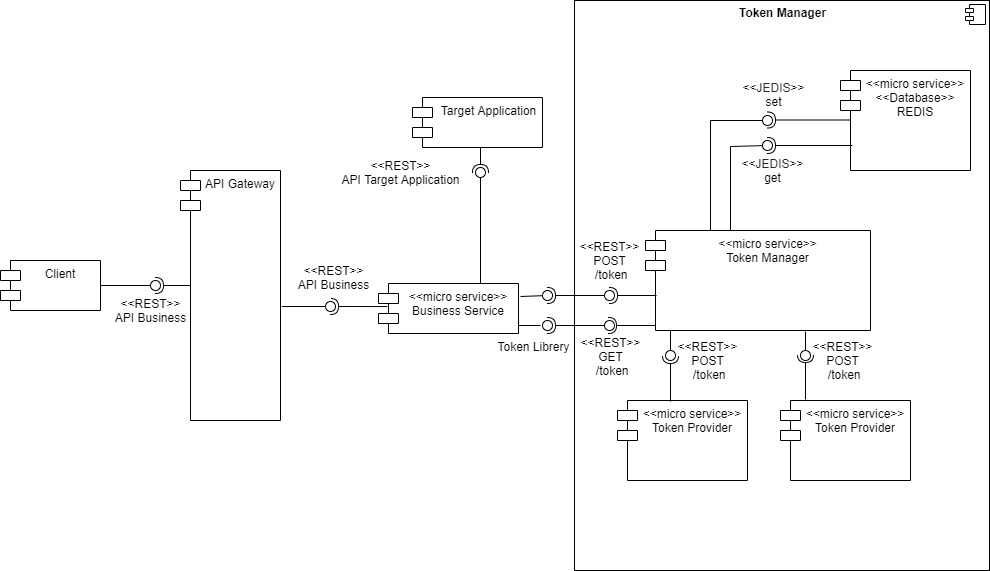 Token Manager
<<JEDIS>>
set
<<micro service>>
<<Database>>
REDIS
Target Application
<<REST>>
API Target Application
<<JEDIS>>
get
API Gateway
<<REST>>
POST
/token
<<micro service>>
Token Manager
Client
<<REST>>
API Business
<<REST>>
API Business
<<micro service>>
Business Service
Token Librery
<<REST>>
GET
/token
<<REST>>
POST
/token
<<REST>>
POST
/token
<<micro service>>
Token Provider
<<micro service>>
Token Provider